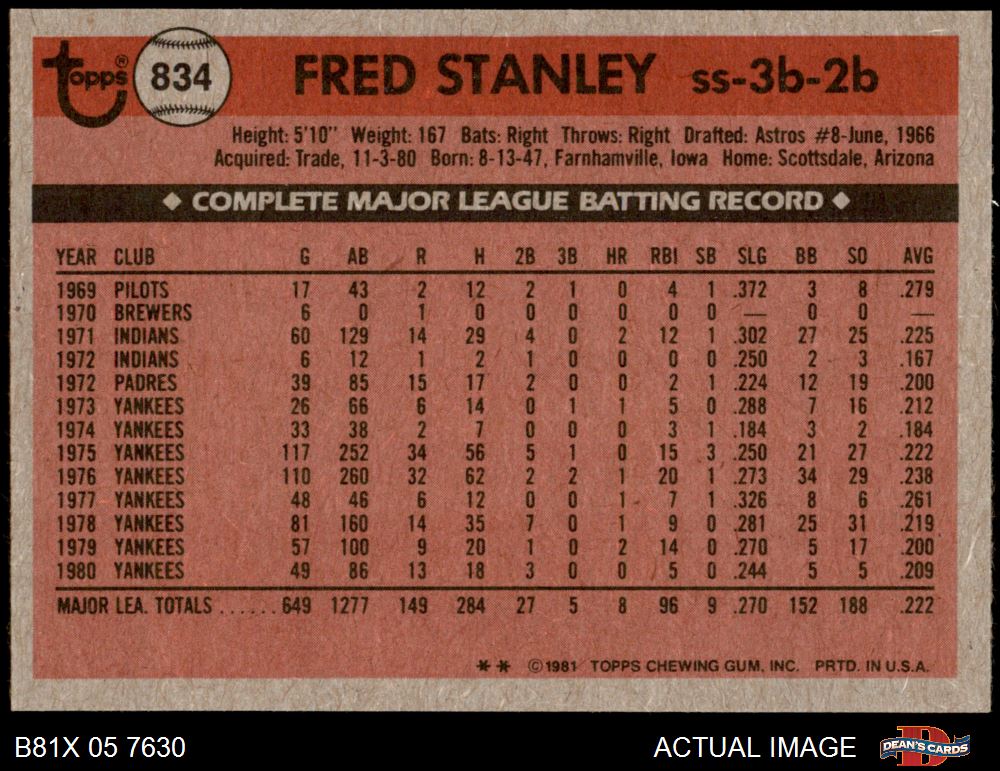 Topps® 834 FRED STANLEY ss-3b-2b
Height: 5'10" Weight: 167 Bats: Right Throws: Right Drafted: Astros #8-June, 1966
Acquired: Trade, 11-3-80 Born: 8-13-47, Farnhamville, Iowa Home: Scottsdale, Arizona
◆ COMPLETE MAJOR LEAGUE BATTING RECORD ◆
YEAR CLUB G AB R H 2B 3B HR RBI SB SLG BB SO AVG
1969 PILOTS 17 43 2 12 2 1 0 4 1 .372 3 8 .279
1970 BREWERS 6 0 1 0 0 0 0 0 0 — 0 0 —
1971 INDIANS 60 129 14 29 4 0 2 12 1 .302 27 25 .225
1972 INDIANS 6 12 1 2 1 0 0 0 0 .250 2 3 .167
1972 PADRES 39 85 15 17 2 0 0 2 1 .224 12 19 .200
1973 YANKEES 26 66 6 14 0 1 1 5 0 .288 7 16 .212
1974 YANKEES 33 38 2 7 0 0 0 3 1 .184 3 2 .184
1975 YANKEES 117 252 34 56 5 1 0 15 3 .250 21 27 .222
1976 YANKEES 110 260 32 62 2 2 1 20 1 .273 34 29 .238
1977 YANKEES 48 46 6 12 0 0 1 7 1 .326 8 6 .261
1978 YANKEES 81 160 14 35 7 0 1 9 0 .281 25 31 .219
1979 YANKEES 57 100 9 20 1 0 2 14 0 .270 5 17 .200
1980 YANKEES 49 86 13 18 3 0 0 5 0 .244 5 5 .209
MAJOR LEA. TOTALS ...... 649 1277 149 284 27 5 8 96 9 .270 152 188 .222
** ©1981 TOPPS CHEWING GUM, INC. PRTD. IN U.S.A.
B81X 05 7630 ACTUAL IMAGE DEAN'S CARDS